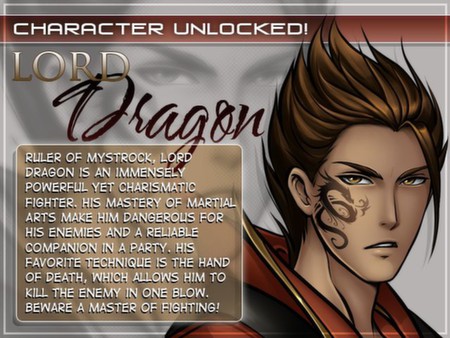 CHARACTER UNLOCKED!
LORD
Dragon
RULER OF MYSTROCK, LORD
DRAGON IS AN IMMENSELY
POWERFUL YET CHARISMATIC
FIGHTER. HIS MASTERY OF MARTIAL
ARTS MAKE HIM DANGEROUS FOR
HIS ENEMIES AND A RELIABLE
COMPANION IN A PARTY. HIS
FAVORITE TECHNIQUE IS THE HAND
OF DEATH, WHICH ALLOWS HIM TO
KILL THE ENEMY IN ONE BLOW.
BEWARE A MASTER OF FIGHTING!